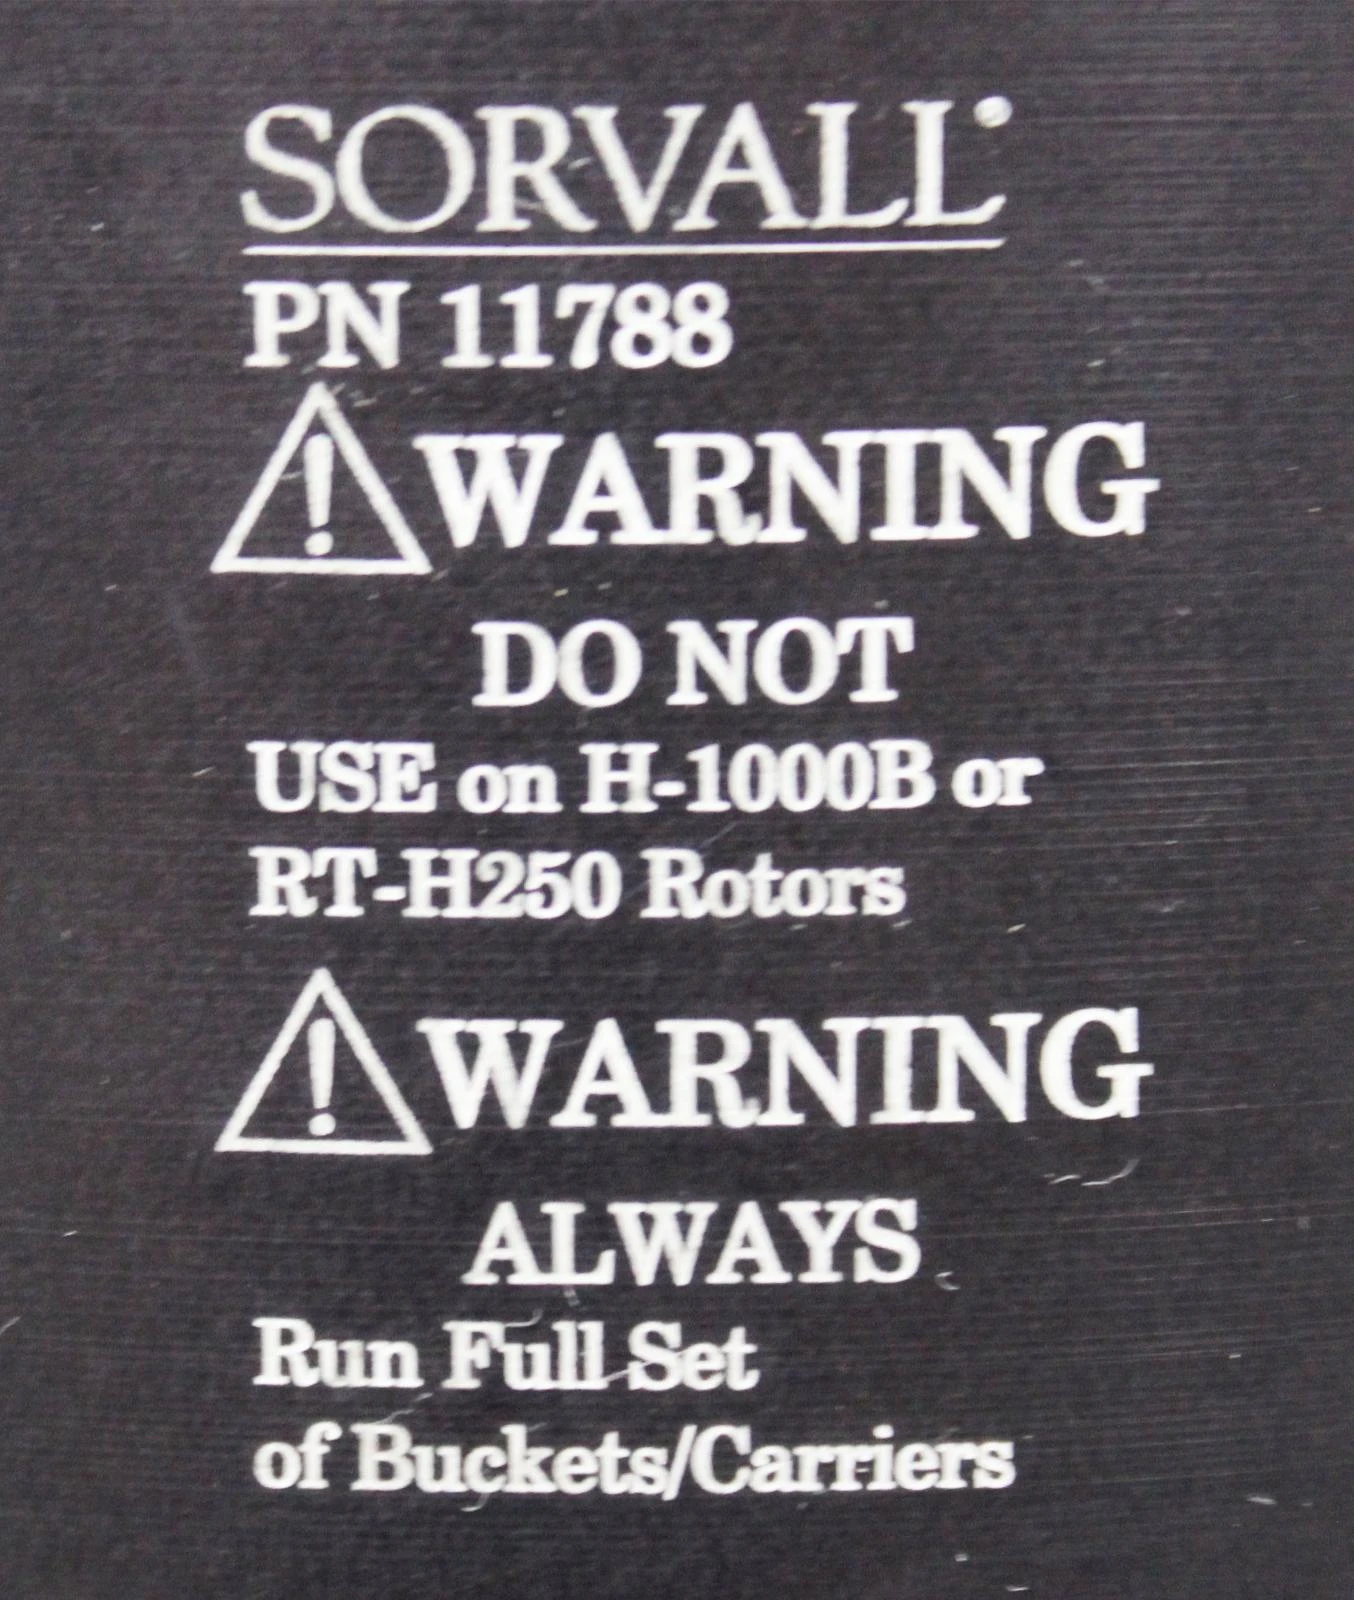 SORVALL
PN 11788
WARNING
DO NOT
USE on H-1000B or
RT-H250 Rotors
WARNING
ALWAYS
Run Full Set
of Buckets/Carriers